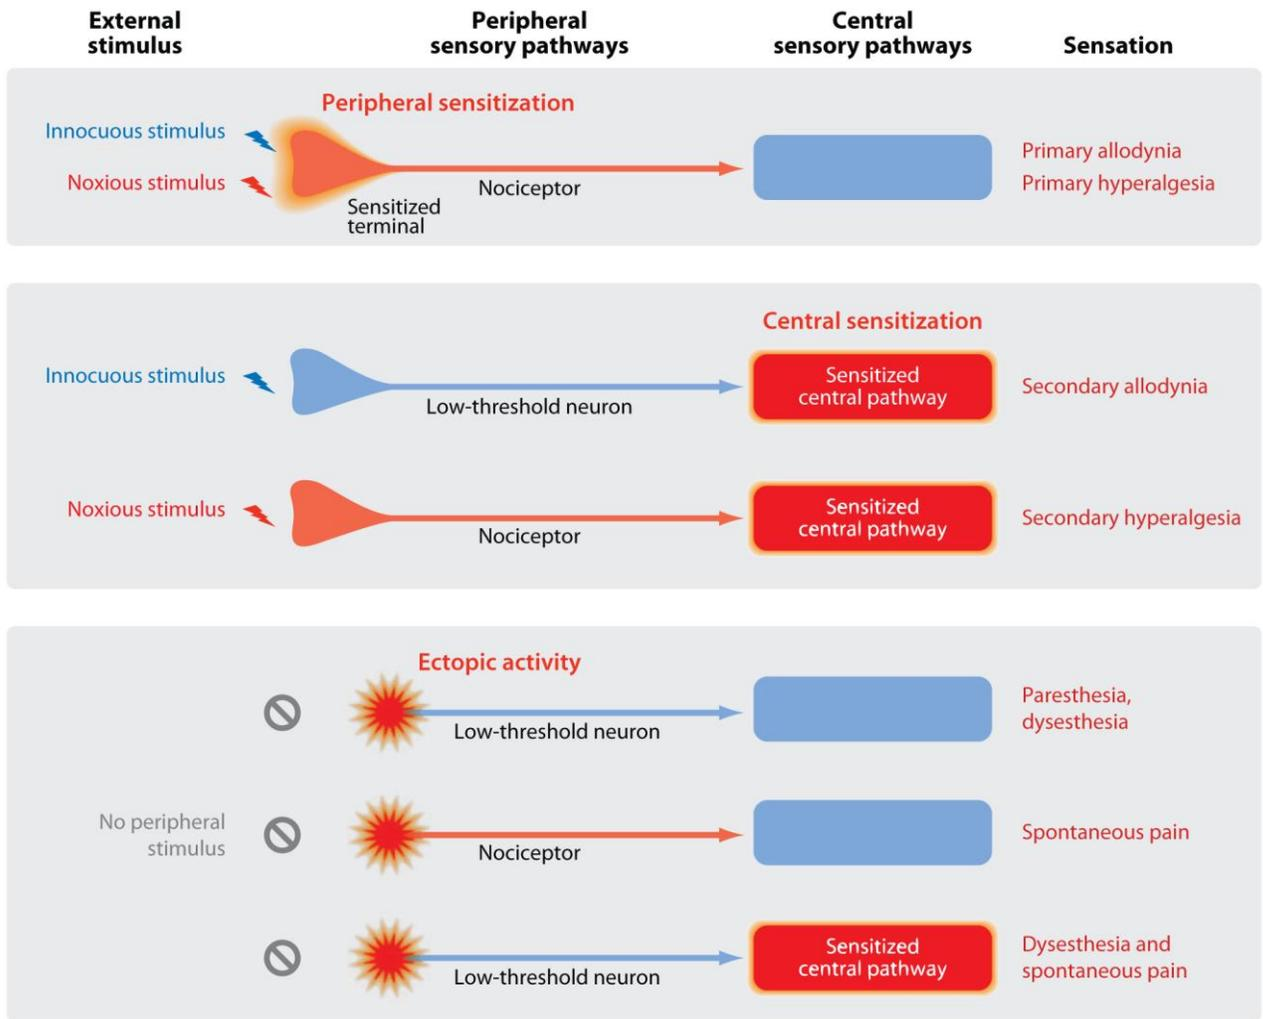 External
stimulus
Peripheral
sensory pathways
Central
sensory pathways
Sensation
Peripheral sensitization
Innocuous stimulus
Noxious stimulus
Sensitized
terminal
Nociceptor
Primary allodynia
Primary hyperalgesia
Central sensitization
Innocuous stimulus
Low-threshold neuron
Sensitized
central pathway
Secondary allodynia
Noxious stimulus
Nociceptor
Sensitized
central pathway
Secondary hyperalgesia
Ectopic activity
Low-threshold neuron
Paresthesia,
dysesthesia
No peripheral
stimulus
Nociceptor
Spontaneous pain
Low-threshold neuron
Sensitized
central pathway
Dysesthesia and
spontaneous pain